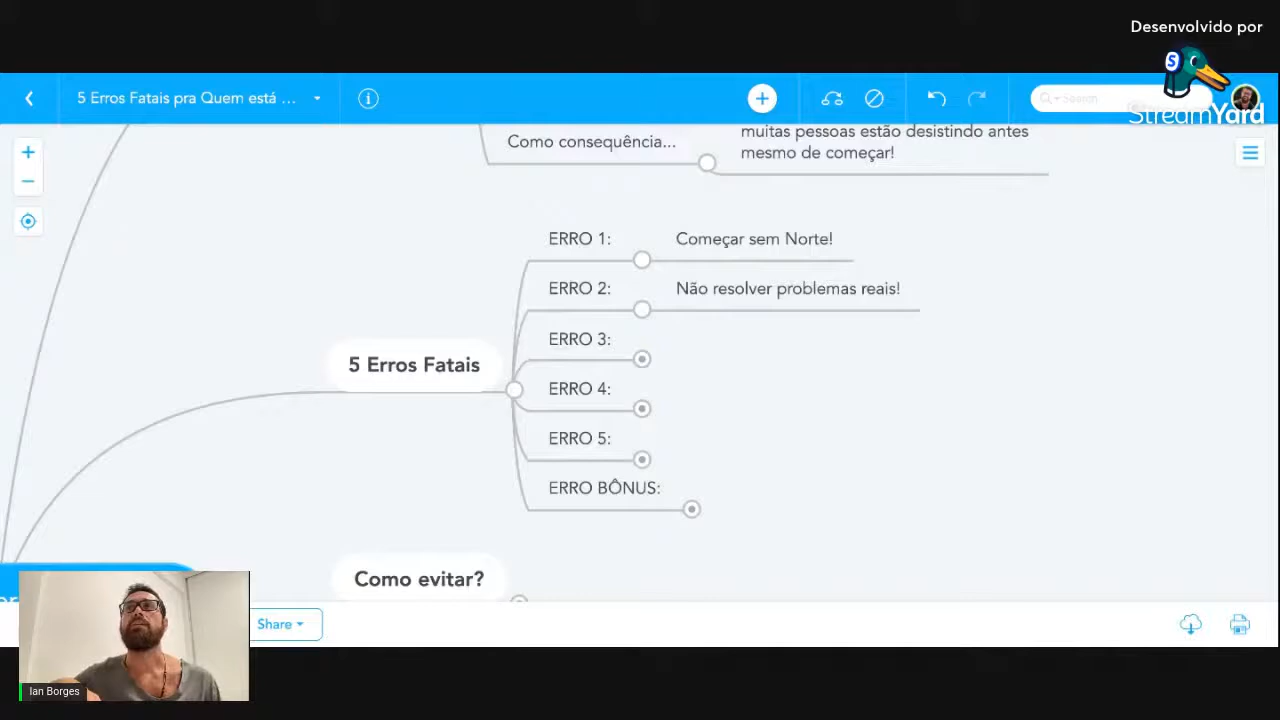 Desenvolvido por
StreamYard
5 Erros Fatais pra Quem está ...
Search
Como consequência...
muitas pessoas estão desistindo antes
mesmo de começar!
ERRO 1:
Começar sem Norte!
ERRO 2:
Não resolver problemas reais!
ERRO 3:
5 Erros Fatais
ERRO 4:
ERRO 5:
ERRO BÔNUS:
Como evitar?
Share
Ian Borges